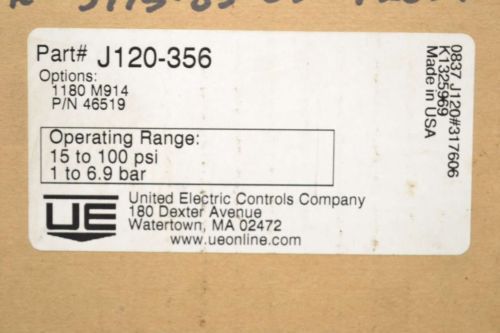 Part# J120-356
Options:
1180 M914
P/N 46519
Operating Range:
15 to 100 psi
1 to 6.9 bar
UE
United Electric Controls Company
180 Dexter Avenue
Watertown, MA 02472
www.ueonline.com
0837 J120#317606
K1325969
Made in USA